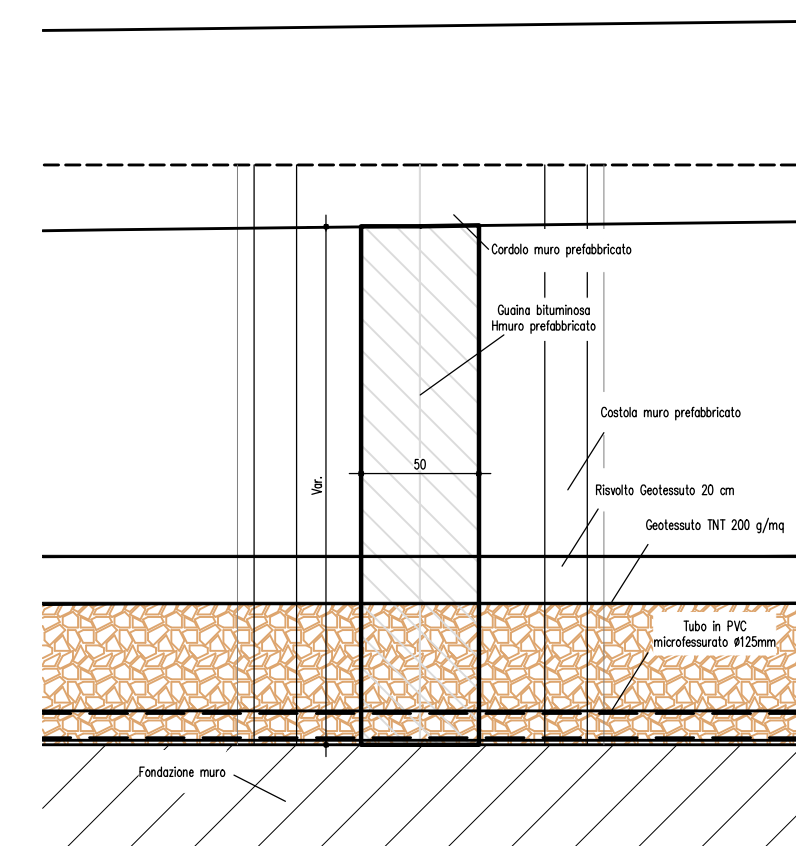 Cordolo muro prefabbricato
Guaina bituminosa
Hmuro prefabbricato
Costola muro prefabbricato
50
Var.
Risvolto Geotessuto 20 cm
Geotessuto TNT 200 g/mq
Tubo in PVC
microfessurato Ø125mm
Fondazione muro